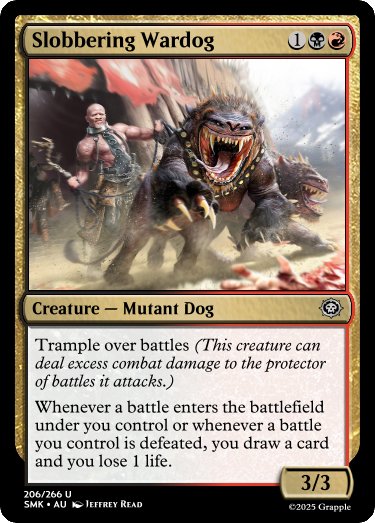 Slobbering Wardog 1
Creature — Mutant Dog
Trample over battles (This creature can
deal excess combat damage to the protector
of battles it attacks.)
Whenever a battle enters the battlefield
under you control or whenever a battle
you control is defeated, you draw a card
and you lose 1 life.
3/3
206/266 U
SMK • AU Jeffrey Read
©2025 Grapple